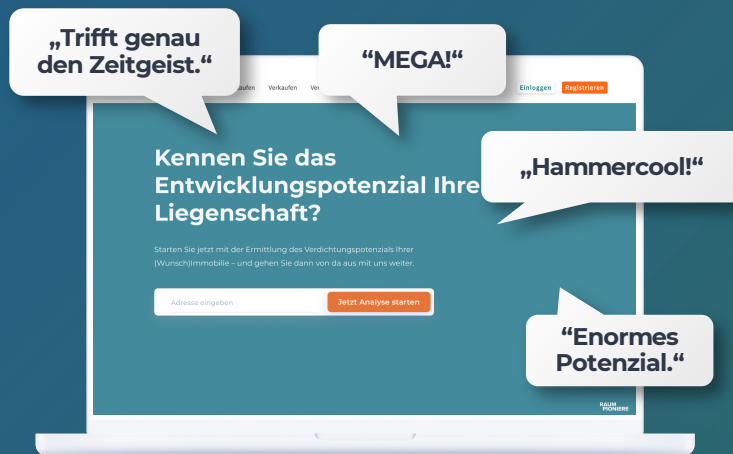 „Trifft genau
den Zeitgeist.“
“MEGA!“
Verkaufen
Einloggen
Registrieren
Kennen Sie das
Entwicklungspotenzial
Liegenschaft?
„Hammercool!“
Starten Sie jetzt mit der Ermittlung des Verdichtungspotenzials Ihrer
(Wunsch)Immobilie – und gehen Sie dann von da aus mit uns weiter.
Adresse eingeben
Jetzt Analyse starten
“Enormes
Potenzial.“
RAUM
PIONIERE